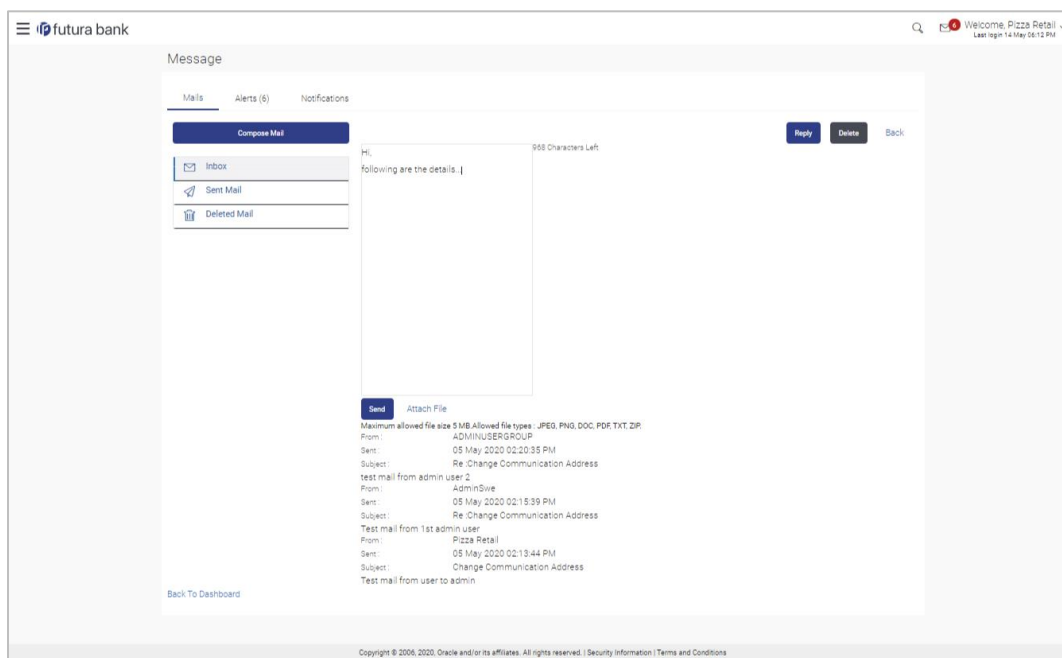 futura bank
6
Welcome, Pizza Retail
Last login 14 May 06:12 PM
Message
Mails Alerts (6) Notifications
Compose Mail
Reply Delete Back
Inbox
Sent Mail
Deleted Mail
Hi,
following are the details..
968 Characters Left
Send Attach File
Maximum allowed file size 5 MB.Allowed file types : JPEG, PNG, DOC, PDF, TXT, ZIP.
From : ADMINUSERGROUP
Sent : 05 May 2020 02:20:35 PM
Subject : Re :Change Communication Address
test mail from admin user 2
From : AdminSwe
Sent : 05 May 2020 02:15:39 PM
Subject : Re :Change Communication Address
Test mail from 1st admin user
From : Pizza Retail
Sent : 05 May 2020 02:13:44 PM
Subject : Change Communication Address
Test mail from user to admin
Back To Dashboard
Copyright © 2006, 2020, Oracle and/or its affiliates. All rights reserved. | Security Information | Terms and Conditions